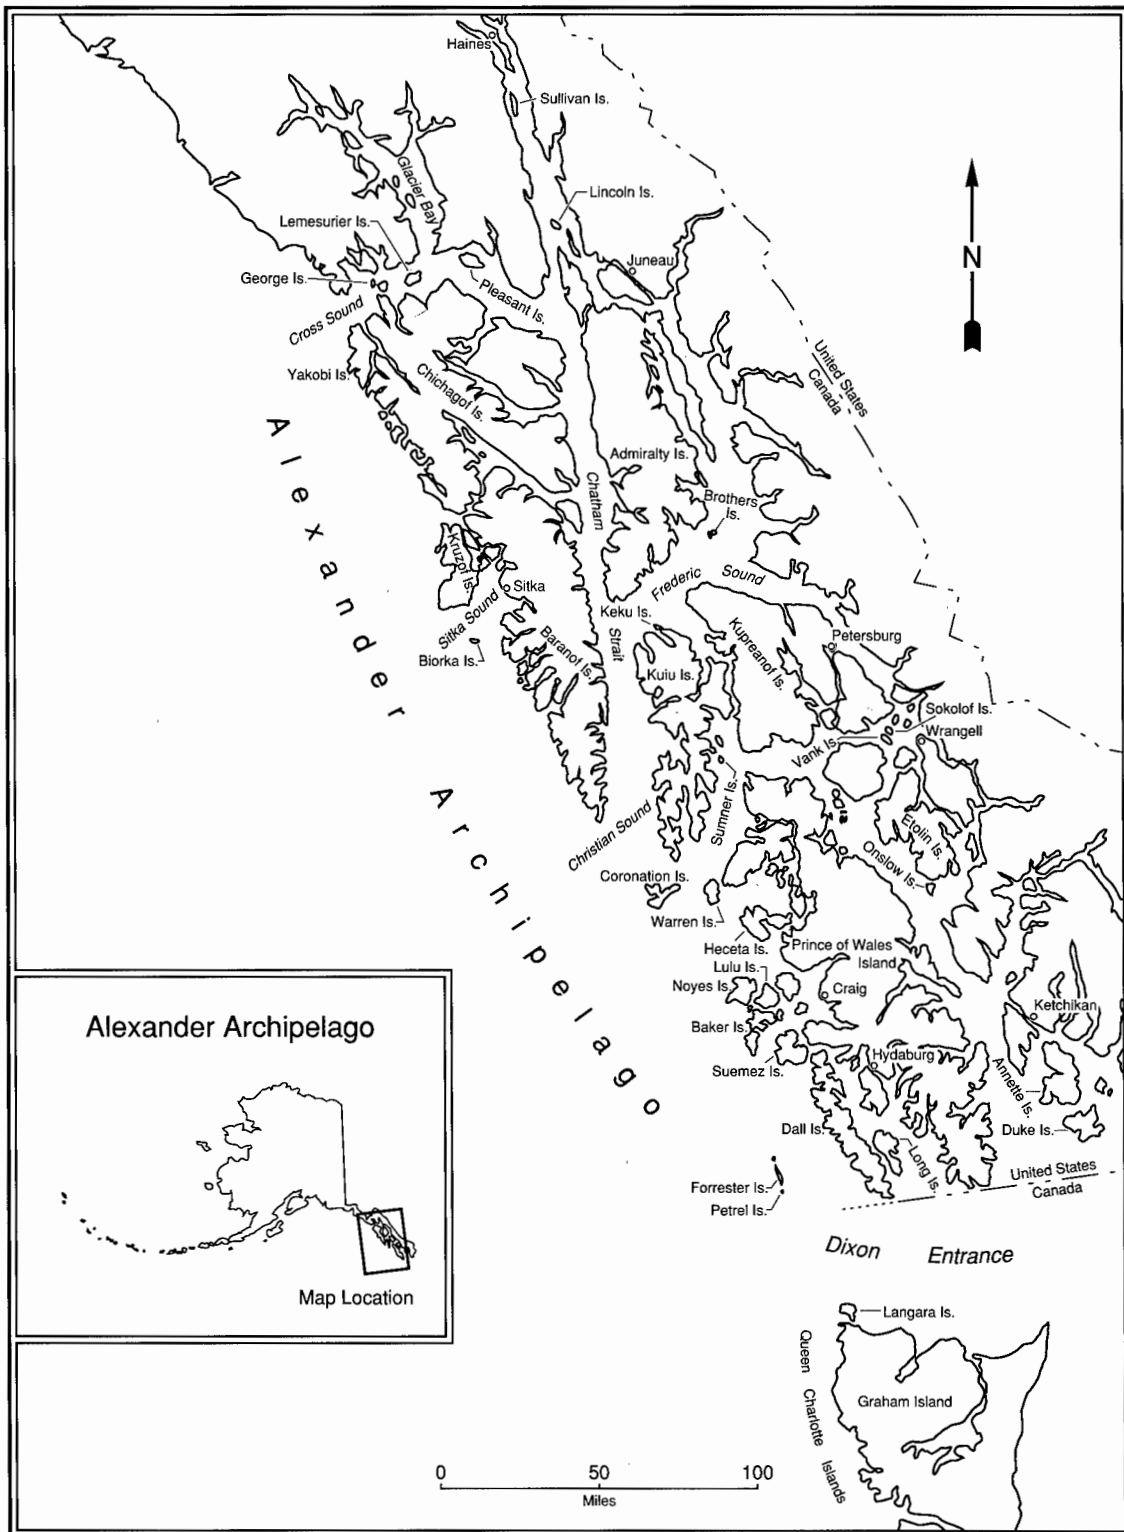 Haines
Sullivan Is.
Glacier Bay
Lincoln Is.
Lemesurier Is.
Juneau
N
George Is.
Pleasant Is.
Cross Sound
United States
Canada
Yakobi Is.
Chichagof Is.
Alexander Archipelago
Admiralty Is.
Chatham
Strait
Brothers
Is.
Kruzof Is.
Frederic Sound
Sitka
Keku Is.
Sitka Sound
Kupreanof Is.
Petersburg
Baranof Is.
Biorka Is.
Kuiu Is.
Sokolof Is.
Wrangell
Vank Is.
Sumner Is.
Christian Sound
Etolin Is.
Onslow Is.
Coronation Is.
Warren Is.
Heceta Is.
Prince of Wales
Island
Lulu Is.
Noyes Is.
Craig
Ketchikan
Baker Is.
Hydaburg
Suemez Is.
Annette Is.
Dall Is.
Duke Is.
Long Is.
United States
Canada
Forrester Is.
Petrel Is.
Dixon Entrance
Langara Is.
Queen Charlotte Islands
Graham Island
Alexander Archipelago
Map Location
0 50 100
Miles